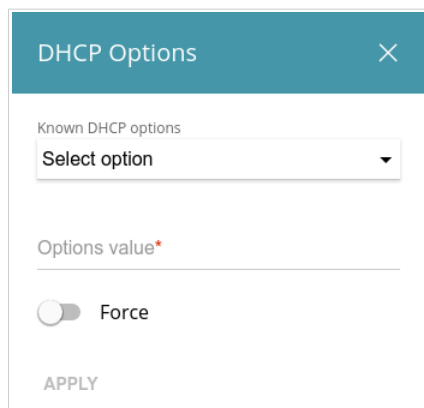 DHCP Options
Known DHCP options
Select option
Options value*
Force
APPLY